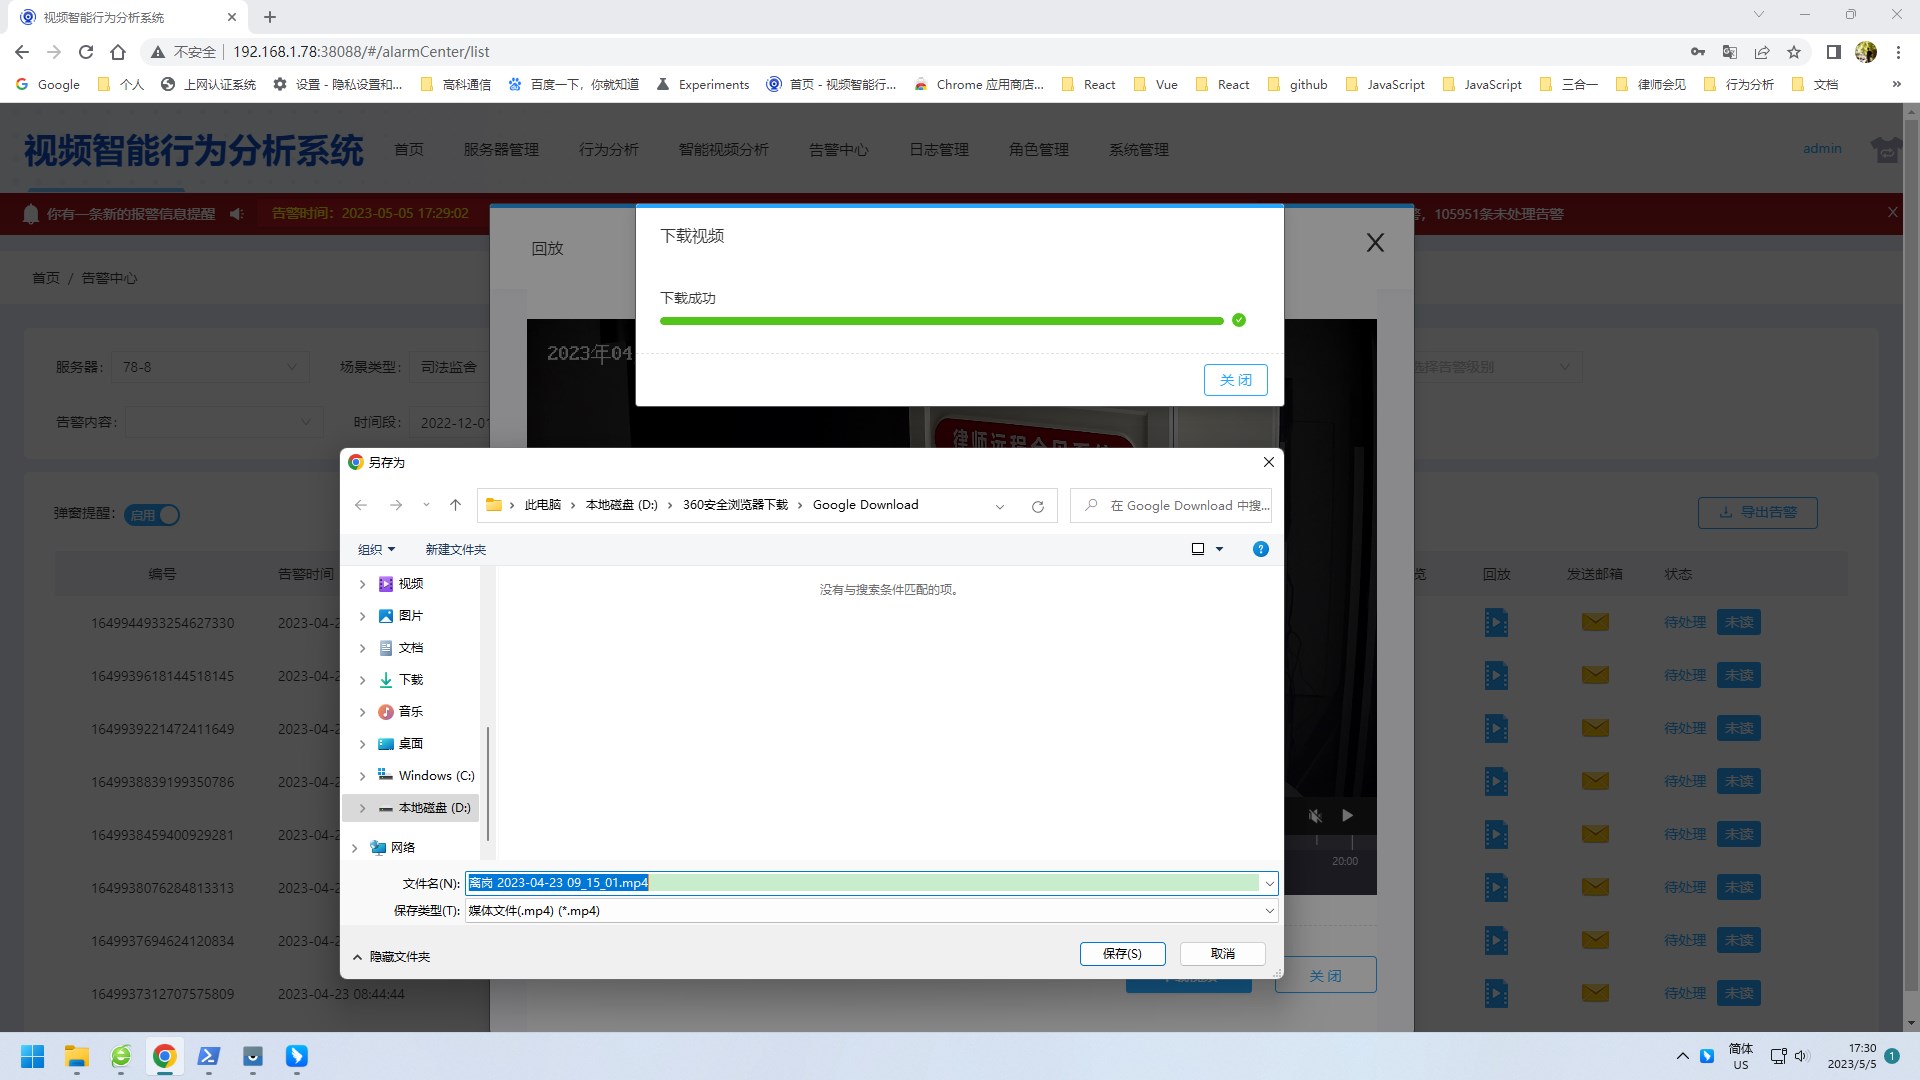 视频智能行为分析系统
不安全 192.168.1.78:38088/#/alarmCenter/list
Google 个人 上网认证系统 设置 - 隐私设置和... 高科通信 百度一下，你就知道 Experiments 首页 - 视频智能行... Chrome 应用商店... React Vue React github JavaScript JavaScript 三合一 律师会见 行为分析 文档 »
视频智能行为分析系统 首页 服务器管理 行为分析 智能视频分析 告警中心 日志管理 角色管理 系统管理 admin
你有一条新的报警信息提醒 告警时间：2023-05-05 17:29:02 ，105951条未处理告警
下载视频
回放
首页 / 告警中心
下载成功
2023年04
服务器： 78-8 场景类型： 司法监舍 选择告警级别
关 闭
告警内容： 时间段： 2022-12-01
律师远程会见
另存为
此电脑 › 本地磁盘 (D:) › 360安全浏览器下载 › Google Download
在 Google Download 中搜...
弹窗提醒： 启用 导出告警
组织 新建文件夹
编号 告警时间 览 回放 发送邮箱 状态
没有与搜索条件匹配的项。
视频
图片
文档
下载
音乐
桌面
Windows (C:)
本地磁盘 (D:)
网络
1649944933254627330 2023-04-2 待处理 未读
1649939618144518145 2023-04-2 待处理 未读
1649939221472411649 2023-04-2 待处理 未读
1649938839199350786 2023-04-2 待处理 未读
1649938459400929281 2023-04-2 待处理 未读
20:00
1649938076284813313 2023-04-2 待处理 未读
1649937694624120834 2023-04-2 待处理 未读
1649937312707575809 2023-04-23 08:44:44 待处理 未读
文件名(N): 离岗 2023-04-23 09_15_01.mp4
保存类型(T): 媒体文件(.mp4) (*.mp4)
隐藏文件夹 保存(S) 取消
关 闭
简体
US
17:30
2023/5/5
1